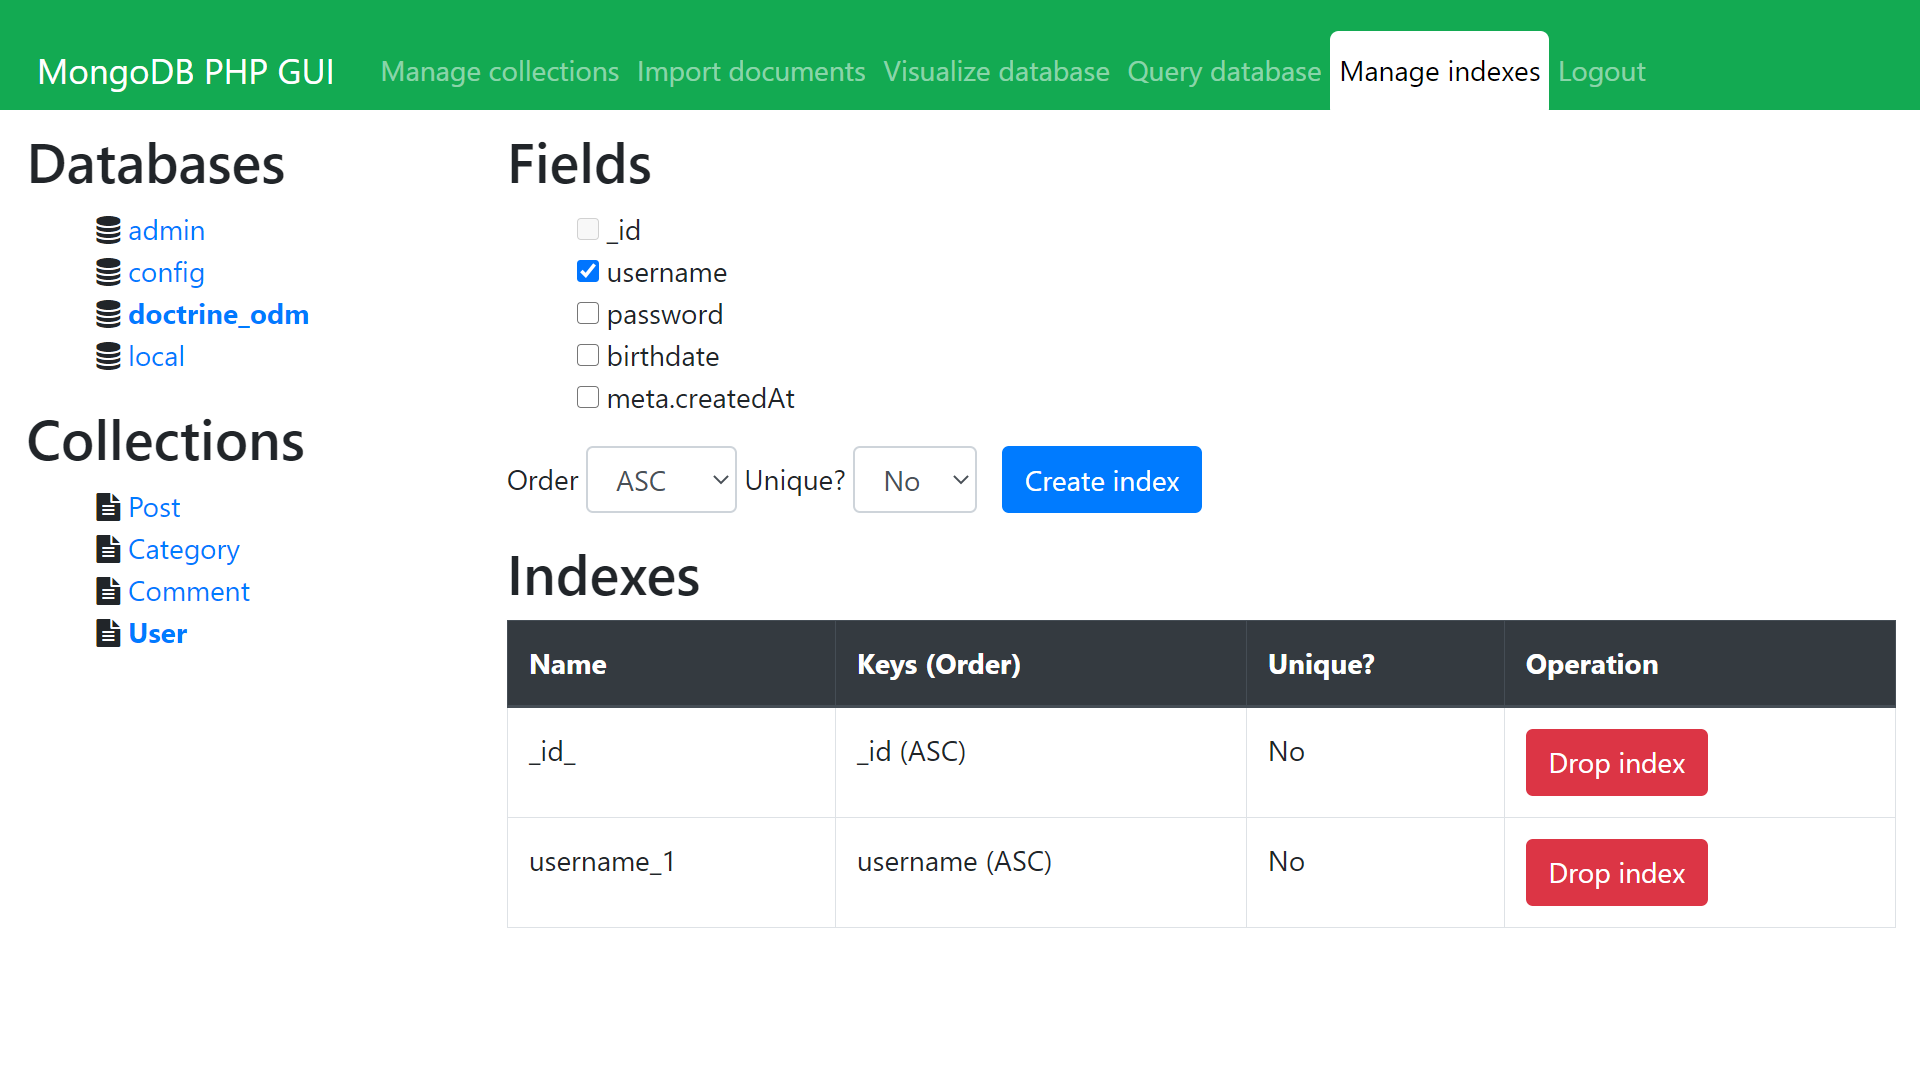 MongoDB PHP GUI Manage collections Import documents Visualize database Query database Manage indexes Logout
Databases
admin
config
doctrine_odm
local
Collections
Post
Category
Comment
User
Fields
_id
username
password
birthdate
meta.createdAt
Order ASC Unique? No Create index
Indexes
Name Keys (Order) Unique? Operation
_id_ _id (ASC) No Drop index
username_1 username (ASC) No Drop index